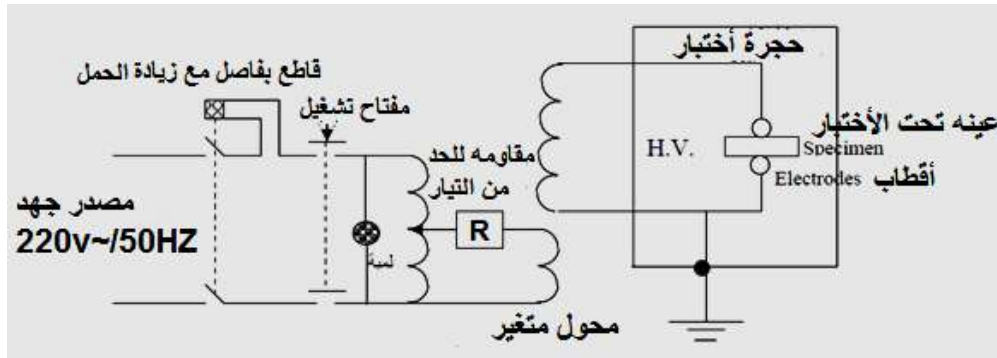 حجرة أختبار
قاطع بفاصل مع زيادة الحمل
مفتاح تشغيل
عينه تحت الأختبار
Specimen
H.V.
مقاومه للحد
من التيار
أقطاب
Electrodes
مصدر جهد
220v~/50HZ
R
لمبة
محول متغير